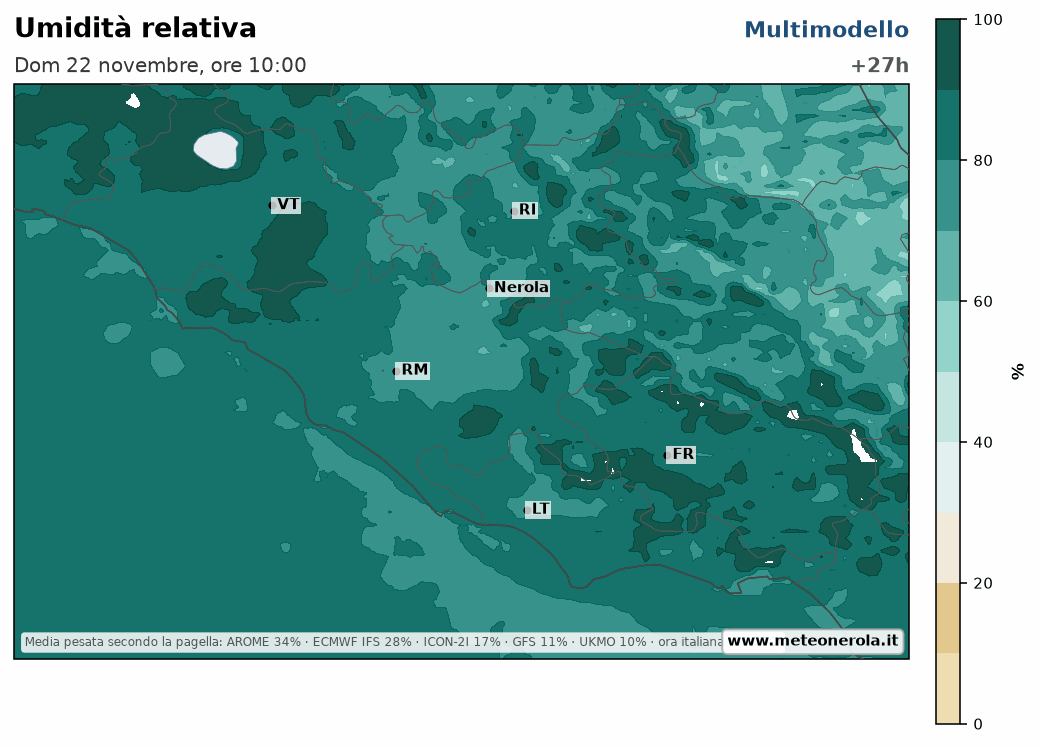 Umidità relativa
Multimodello
Dom 22 novembre, ore 10:00
+27h
100
80
60
40
20
0
%
VT
RI
Nerola
RM
FR
LT
Media pesata secondo la pagella: AROME 34% · ECMWF IFS 28% · ICON-2I 17% · GFS 11% · UKMO 10% · ora italiana
www.meteonerola.it